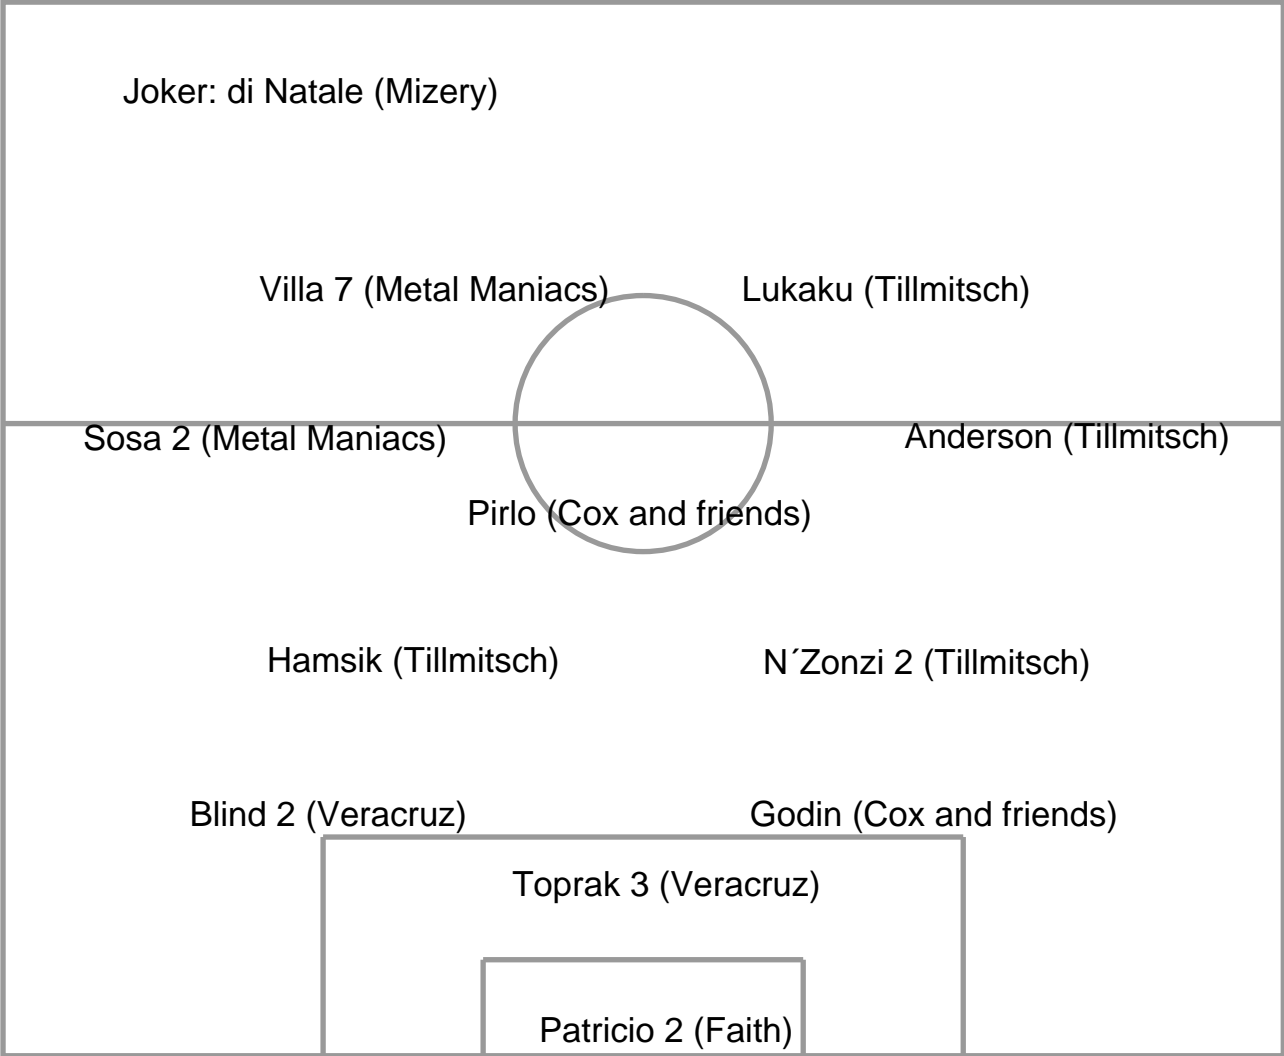 Joker: di Natale (Mizery)
Villa 7 (Metal Maniacs)
Lukaku (Tillmitsch)
Sosa 2 (Metal Maniacs)
Anderson (Tillmitsch)
Pirlo (Cox and friends)
Hamsik (Tillmitsch)
N´Zonzi 2 (Tillmitsch)
Blind 2 (Veracruz)
Godin (Cox and friends)
Toprak 3 (Veracruz)
Patricio 2 (Faith)